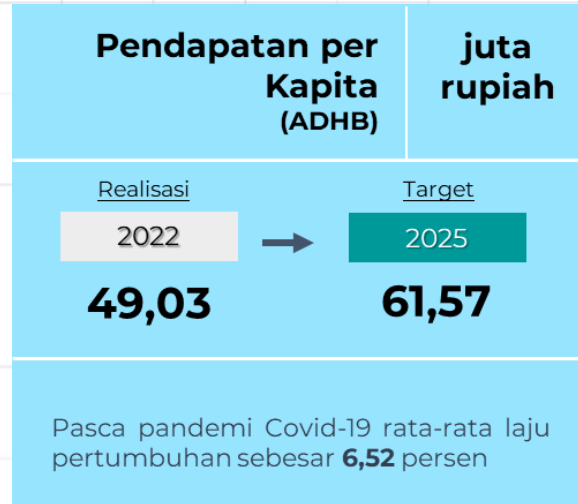 Pendapatan per
Kapita
(ADHB)
juta
rupiah
Realisasi
Target
2022
2025
49,03
61,57
Pasca pandemi Covid-19 rata-rata laju
pertumbuhan sebesar 6,52 persen